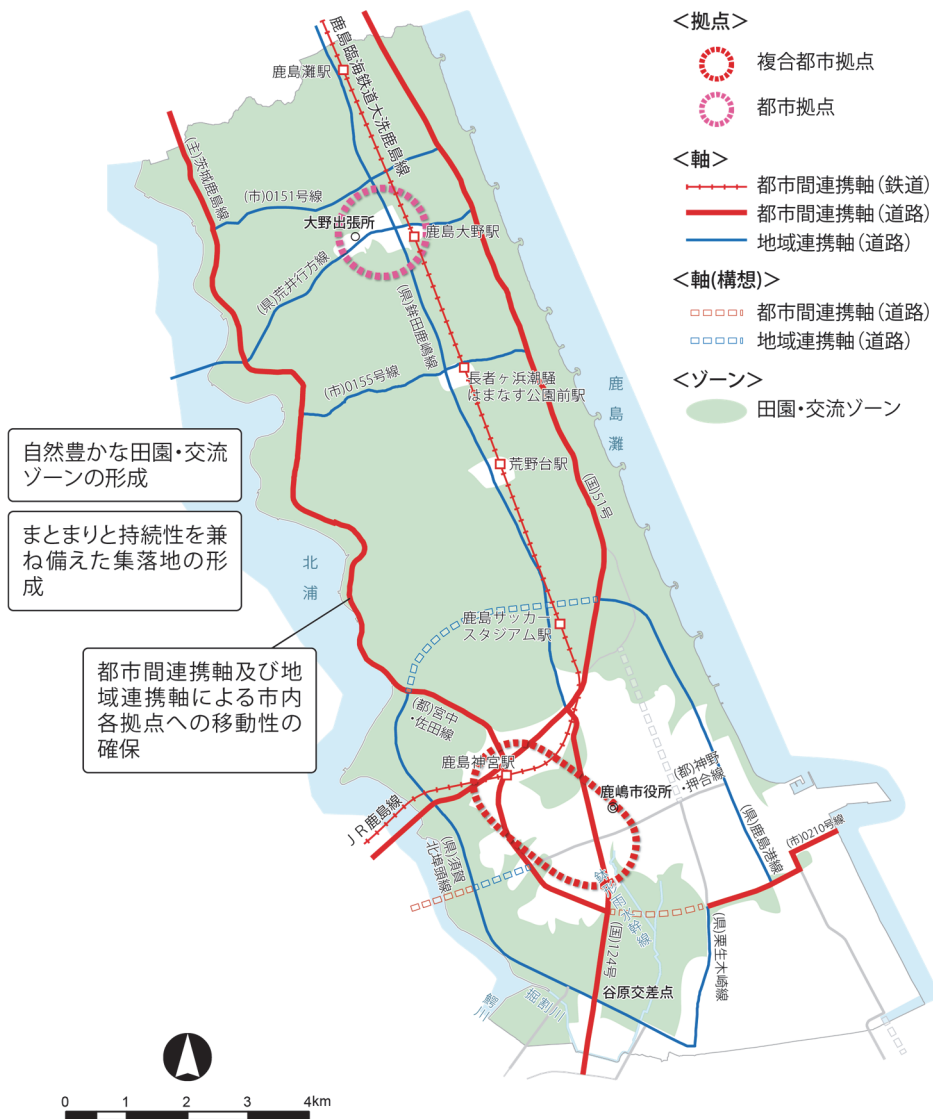 <拠点>
複合都市拠点
都市拠点
<軸>
都市間連携軸(鉄道)
都市間連携軸(道路)
地域連携軸(道路)
<軸(構想)>
都市間連携軸(道路)
地域連携軸(道路)
<ゾーン>
田園・交流ゾーン
鹿島臨海鉄道大洗鹿島線
鹿島灘駅
(主)茨城鹿島線
(市)0151号線
大野出張所
鹿島大野駅
(県)荒井行方線
(県)鉾田鹿嶋線
(市)0155号線
長者ヶ浜潮騒
はまなす公園前駅
鹿島灘
荒野台駅
(国)51号
自然豊かな田園・交流
ゾーンの形成
まとまりと持続性を兼
ね備えた集落地の形
成
北浦
鹿島サッカー
スタジアム駅
都市間連携軸及び地
域連携軸による市内
各拠点への移動性の
確保
(都)宮中
・佐田線
鹿島神宮駅
鹿嶋市役所
(都)神野
・押合線
JR鹿島線
(県)鹿島港線
(市)0210号線
(県)須賀
北埠頭線
(国)124号
(県)粟生木崎線
谷原交差点
掘割川
鰐川
0 1 2 3 4km